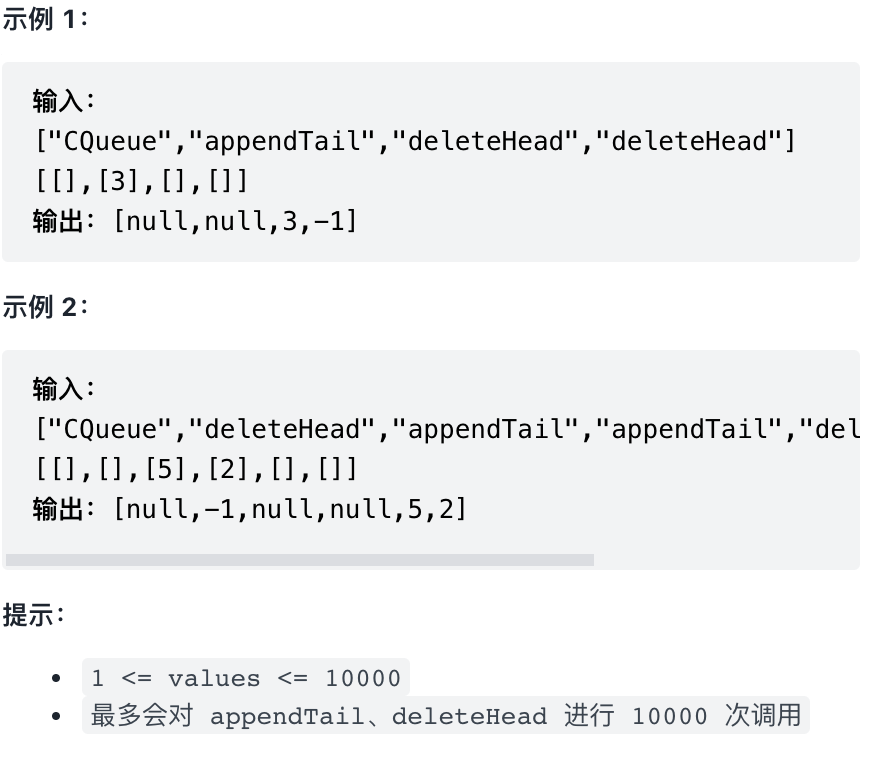 示例 1：
输入：
["CQueue","appendTail","deleteHead","deleteHead"]
[[],[3],[],[]]
输出：[null,null,3,-1]
示例 2：
输入：
["CQueue","deleteHead","appendTail","appendTail","del
[[],[],[5],[2],[],[]]
输出：[null,-1,null,null,5,2]
提示：
• 1 <= values <= 10000
• 最多会对 appendTail、deleteHead 进行 10000 次调用